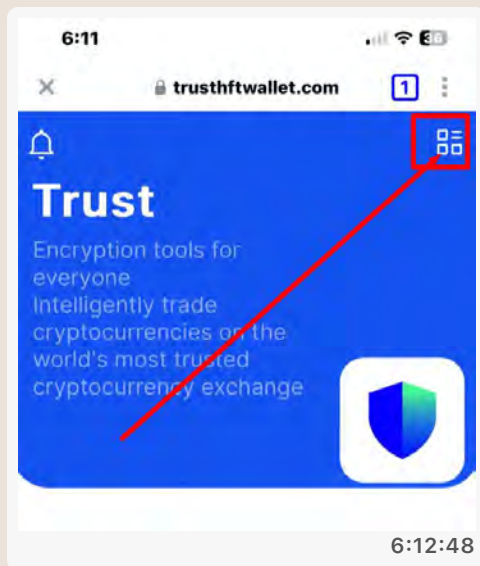 6:11
36
trusthftwallet.com
1
Trust
Encryption tools for
everyone
Intelligently trade
cryptocurrencies on the
world's most trusted
cryptocurrency exchange
6:12:48